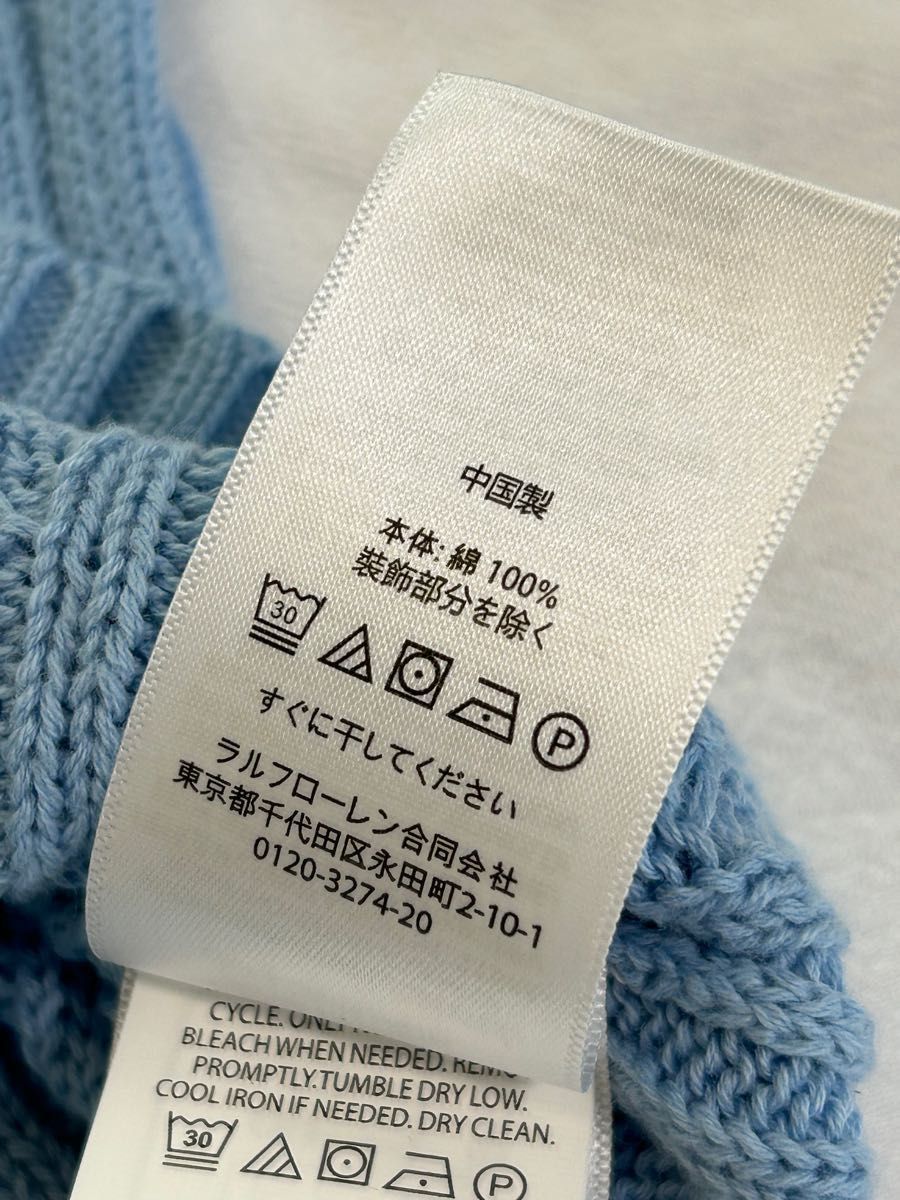 中国製
本体: 綿 100%
装飾部分を除く
30
P
すぐに干してください
ラルフローレン合同会社
東京都千代田区永田町2-10-1
0120-3274-20
CYCLE. ONLY
BLEACH WHEN NEEDED.
PROMPTLY.TUMBLE DRY LOW.
COOL IRON IF NEEDED. DRY CLEAN.
30
P